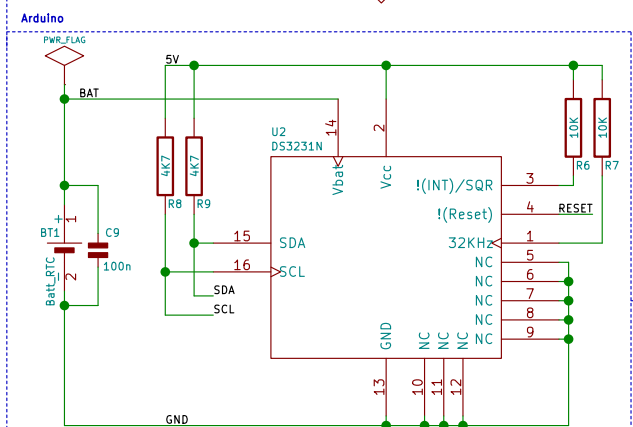 Arduino
PWR_FLAG
5V
BAT
U2
DS3231N
14
2
4K7
4K7
10K
10K
R6
R7
R8
R9
Vbat
Vcc
!(INT)/SQR
3
!(Reset)
4
RESET
32KHz
1
15
SDA
16
SCL
NC
5
NC
6
NC
7
NC
8
NC
9
+
1
BT1
C9
100n
Batt_RTC
-
2
SDA
SCL
GND
NC
NC
NC
13
10
11
12
GND